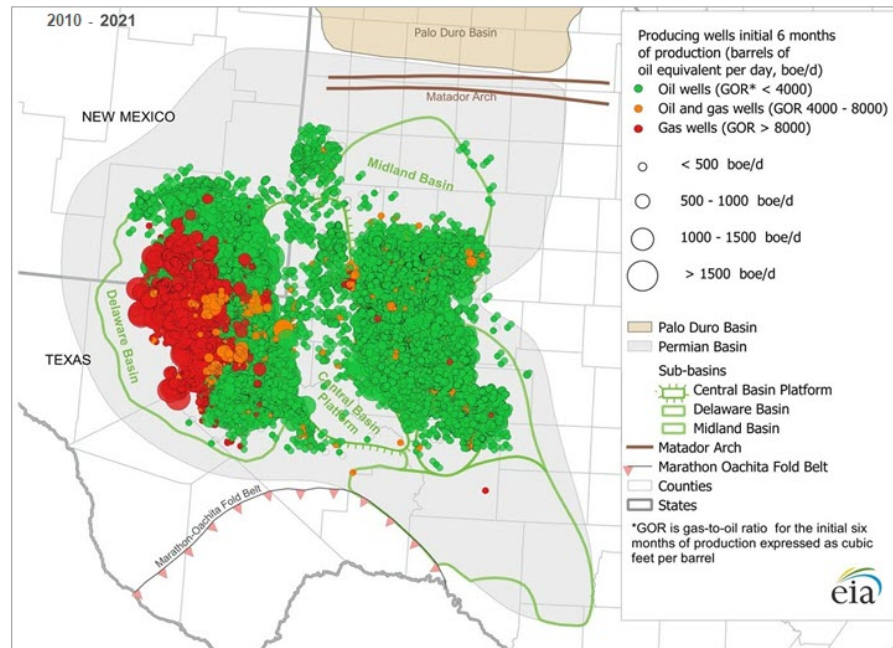 2010 - 2021
Palo Duro Basin
Matador Arch
NEW MEXICO
Midland Basin
Delaware Basin
TEXAS
Central Basin
Platform
Marathon-Oachita Fold Belt
Producing wells initial 6 months
of production (barrels of
oil equivalent per day, boe/d)
Oil wells (GOR* < 4000)
Oil and gas wells (GOR 4000 - 8000)
Gas wells (GOR > 8000)
< 500 boe/d
500 - 1000 boe/d
1000 - 1500 boe/d
> 1500 boe/d
Palo Duro Basin
Permian Basin
Sub-basins
Central Basin Platform
Delaware Basin
Midland Basin
Matador Arch
Marathon Oachita Fold Belt
Counties
States
*GOR is gas-to-oil ratio for the initial six
months of production expressed as cubic
feet per barrel
eia